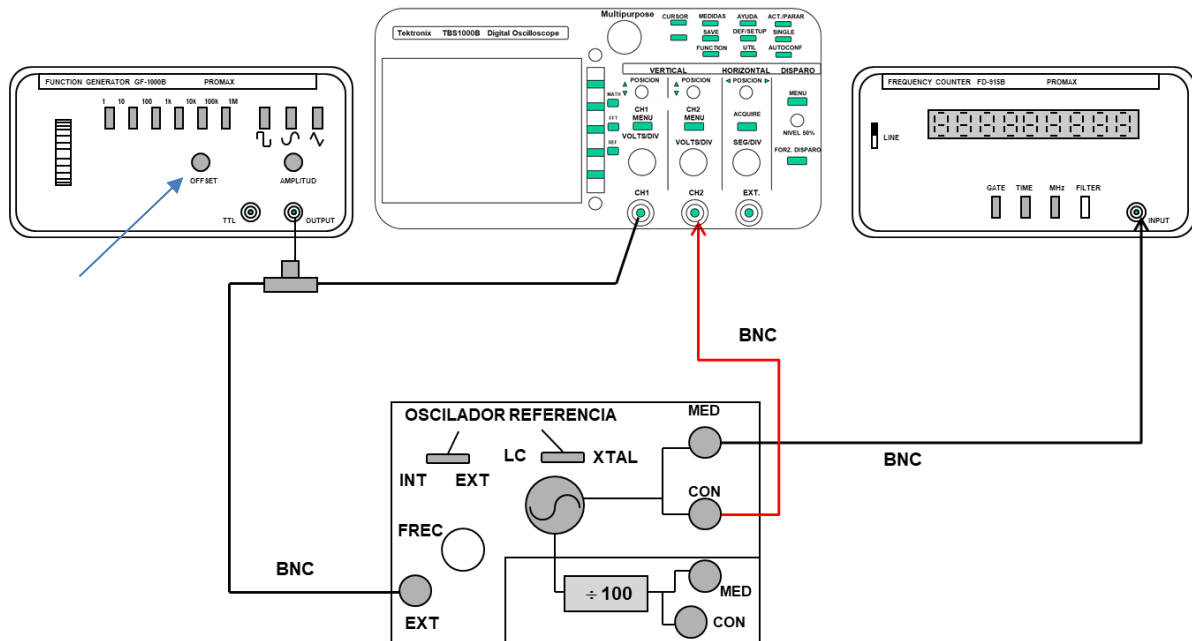 FUNCTION GENERATOR GF-1000B PROMAX
1 10 100 1k 10k 100k 1M
OFFSET
AMPLITUD
TTL
OUTPUT
Multipurpose
Tektronix TBS1000B Digital Oscilloscope
CURSOR MEDIDAS AYUDA ACT./PARAR
SAVE DEF/SETUP SINGLE
FUNCTION UTIL AUTOCONF
VERTICAL HORIZONTAL DISPARO
POSICION POSICION POSICION MENU
MATH
FFT
REF
CH1 MENU
CH2 MENU
ACQUIRE
NIVEL 50%
VOLTS/DIV VOLTS/DIV SEG/DIV FORZ. DISPARO
CH1 CH2 EXT.
FREQUENCY COUNTER FD-915B PROMAX
LINE
GATE TIME MHz FILTER
INPUT
BNC
BNC
BNC
OSCILADOR REFERENCIA
INT EXT
LC XTAL
MED
CON
FREC
EXT
÷ 100
MED
CON